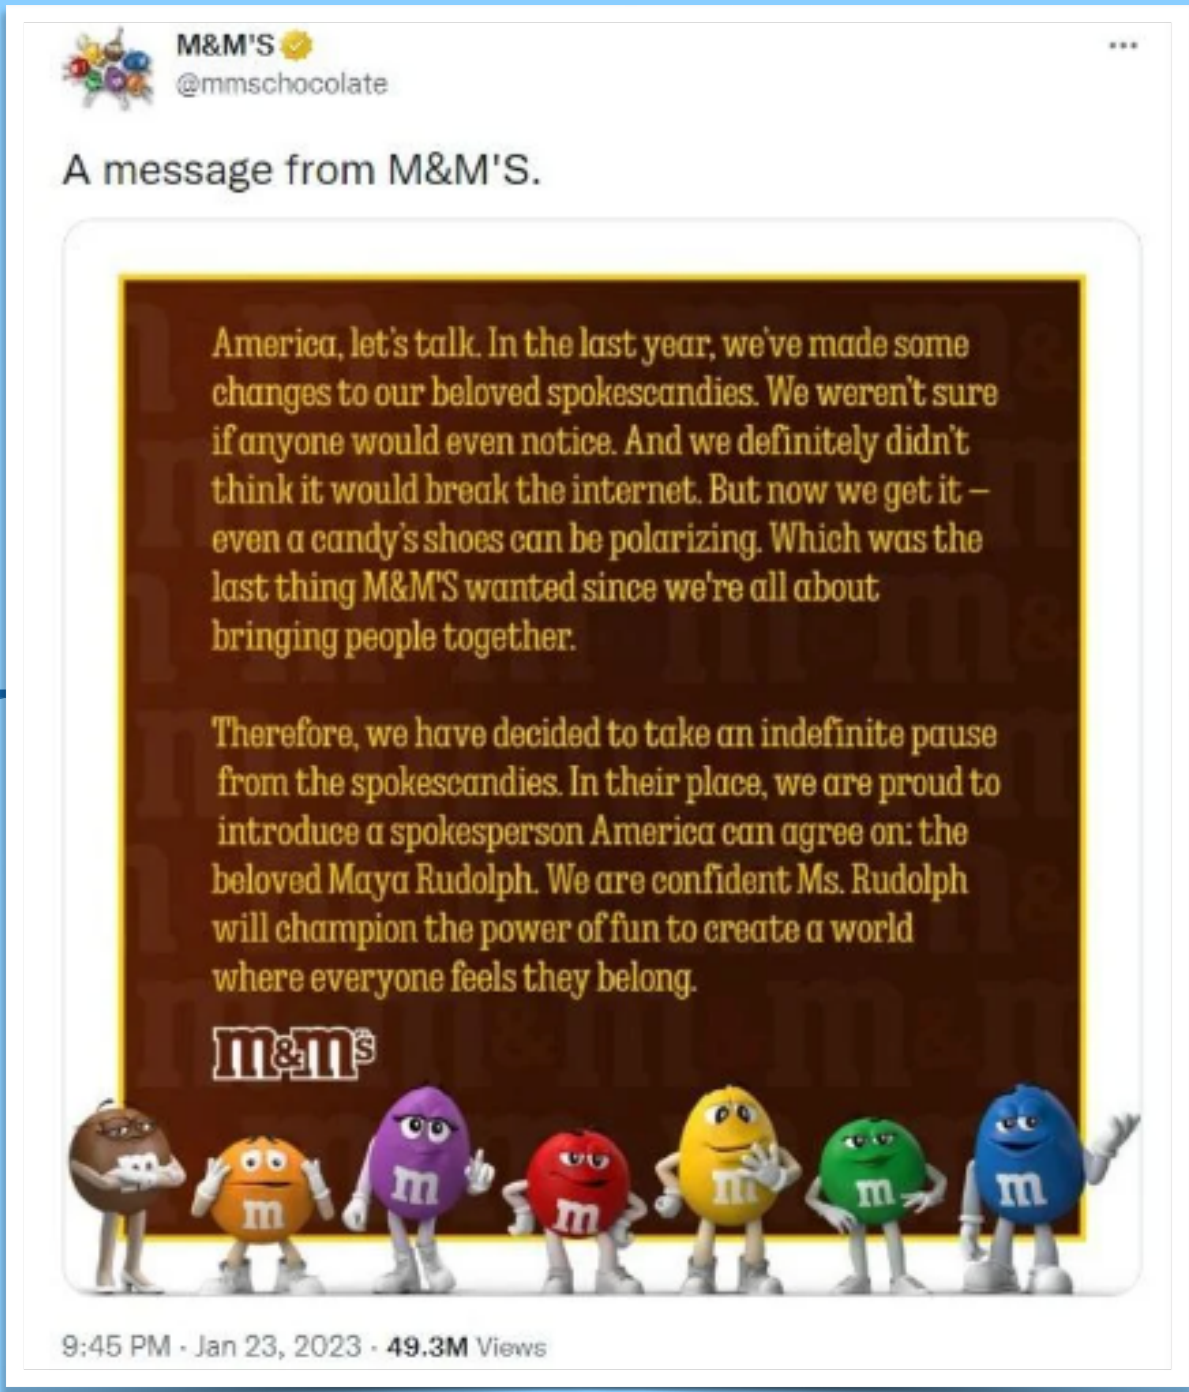 M&M'S
@mmschocolate
A message from M&M'S.
America, let's talk. In the last year, we've made some
changes to our beloved spokescandies. We weren't sure
if anyone would even notice. And we definitely didn't
think it would break the internet. But now we get it –
even a candy's shoes can be polarizing. Which was the
last thing M&M'S wanted since we're all about
bringing people together.
Therefore, we have decided to take an indefinite pause
from the spokescandies. In their place, we are proud to
introduce a spokesperson America can agree on: the
beloved Maya Rudolph. We are confident Ms. Rudolph
will champion the power of fun to create a world
where everyone feels they belong.
m&m's
m m m m m m
9:45 PM · Jan 23, 2023 · 49.3M Views